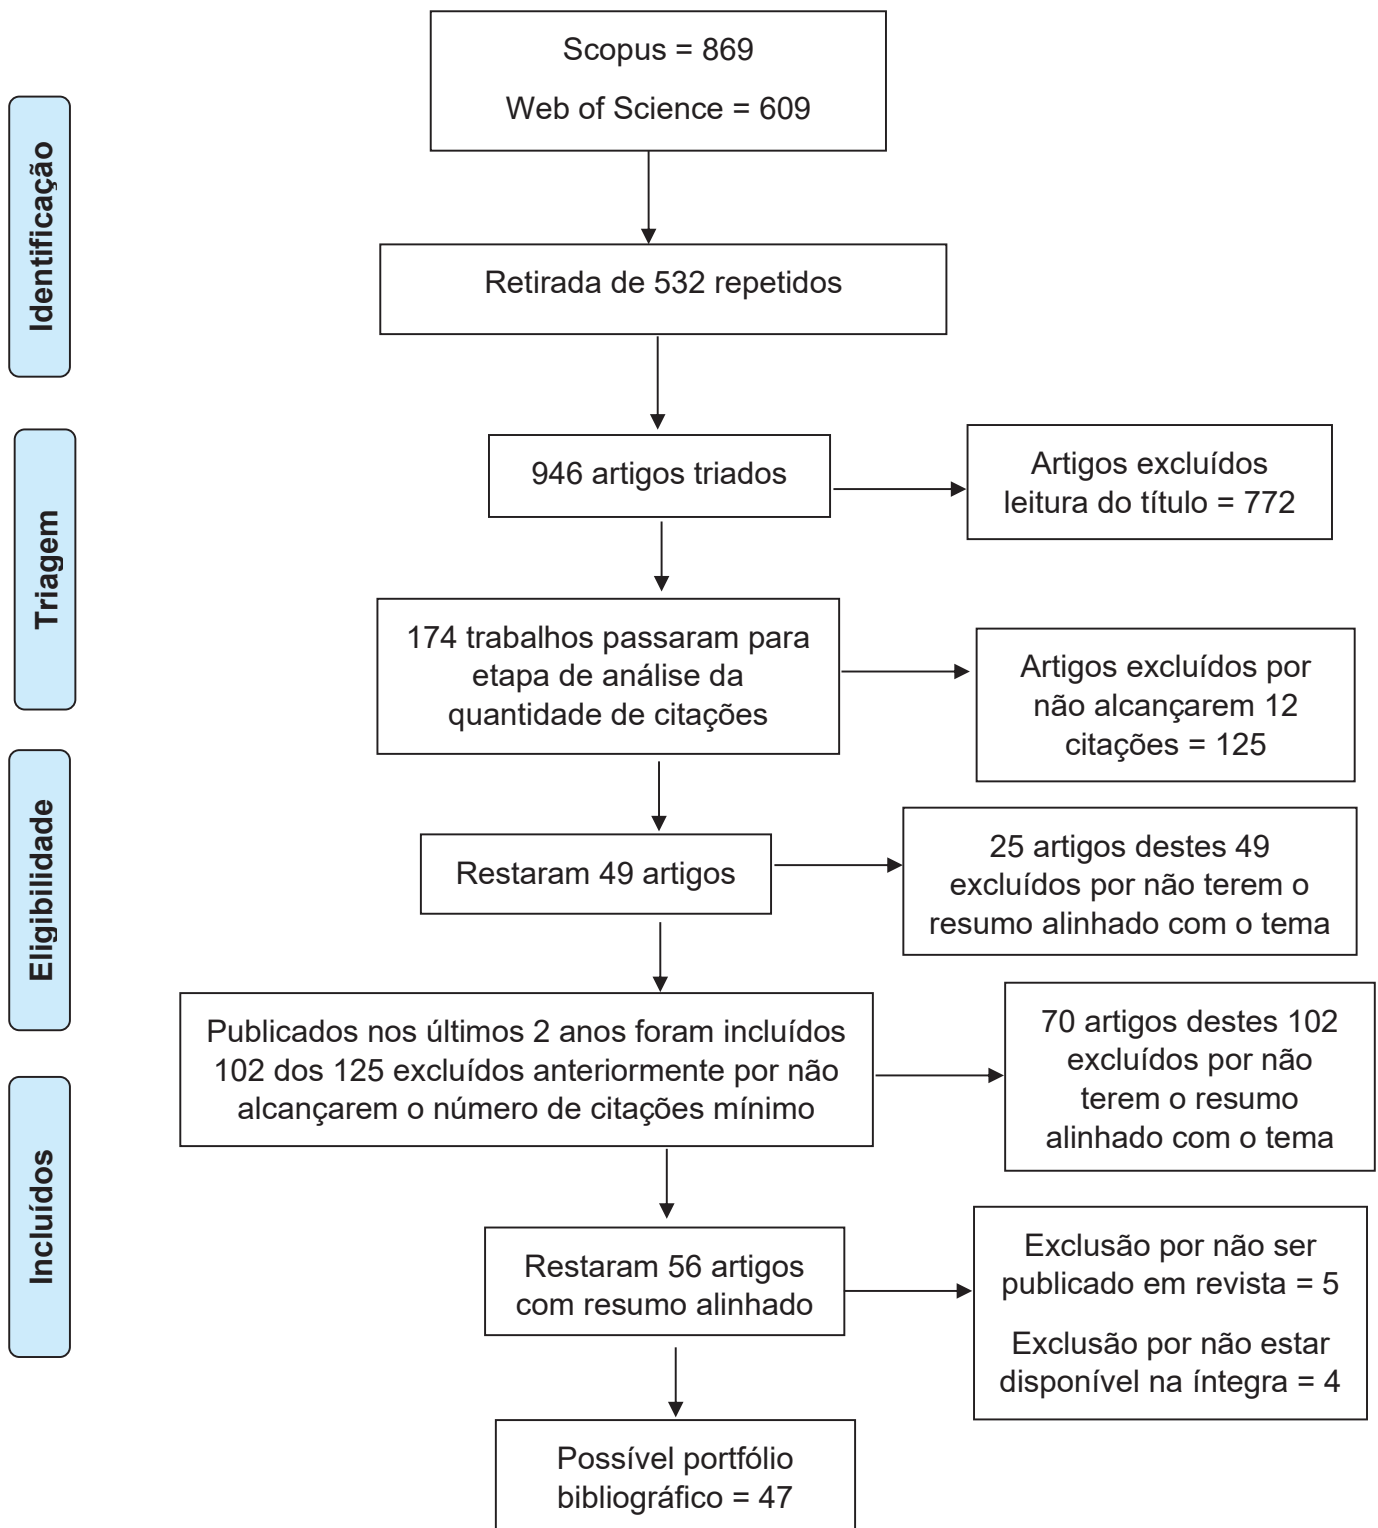 Identificação
Scopus = 869
Web of Science = 609
Retirada de 532 repetidos
Triagem
946 artigos triados
Artigos excluídos
leitura do título = 772
174 trabalhos passaram para
etapa de análise da
quantidade de citações
Artigos excluídos por
não alcançarem 12
citações = 125
Eligibilidade
Restaram 49 artigos
25 artigos destes 49
excluídos por não terem o
resumo alinhado com o tema
Publicados nos últimos 2 anos foram incluídos
102 dos 125 excluídos anteriormente por não
alcançarem o número de citações mínimo
70 artigos destes 102
excluídos por não
terem o resumo
alinhado com o tema
Incluídos
Restaram 56 artigos
com resumo alinhado
Exclusão por não ser
publicado em revista = 5
Exclusão por não estar
disponível na íntegra = 4
Possível portfólio
bibliográfico = 47